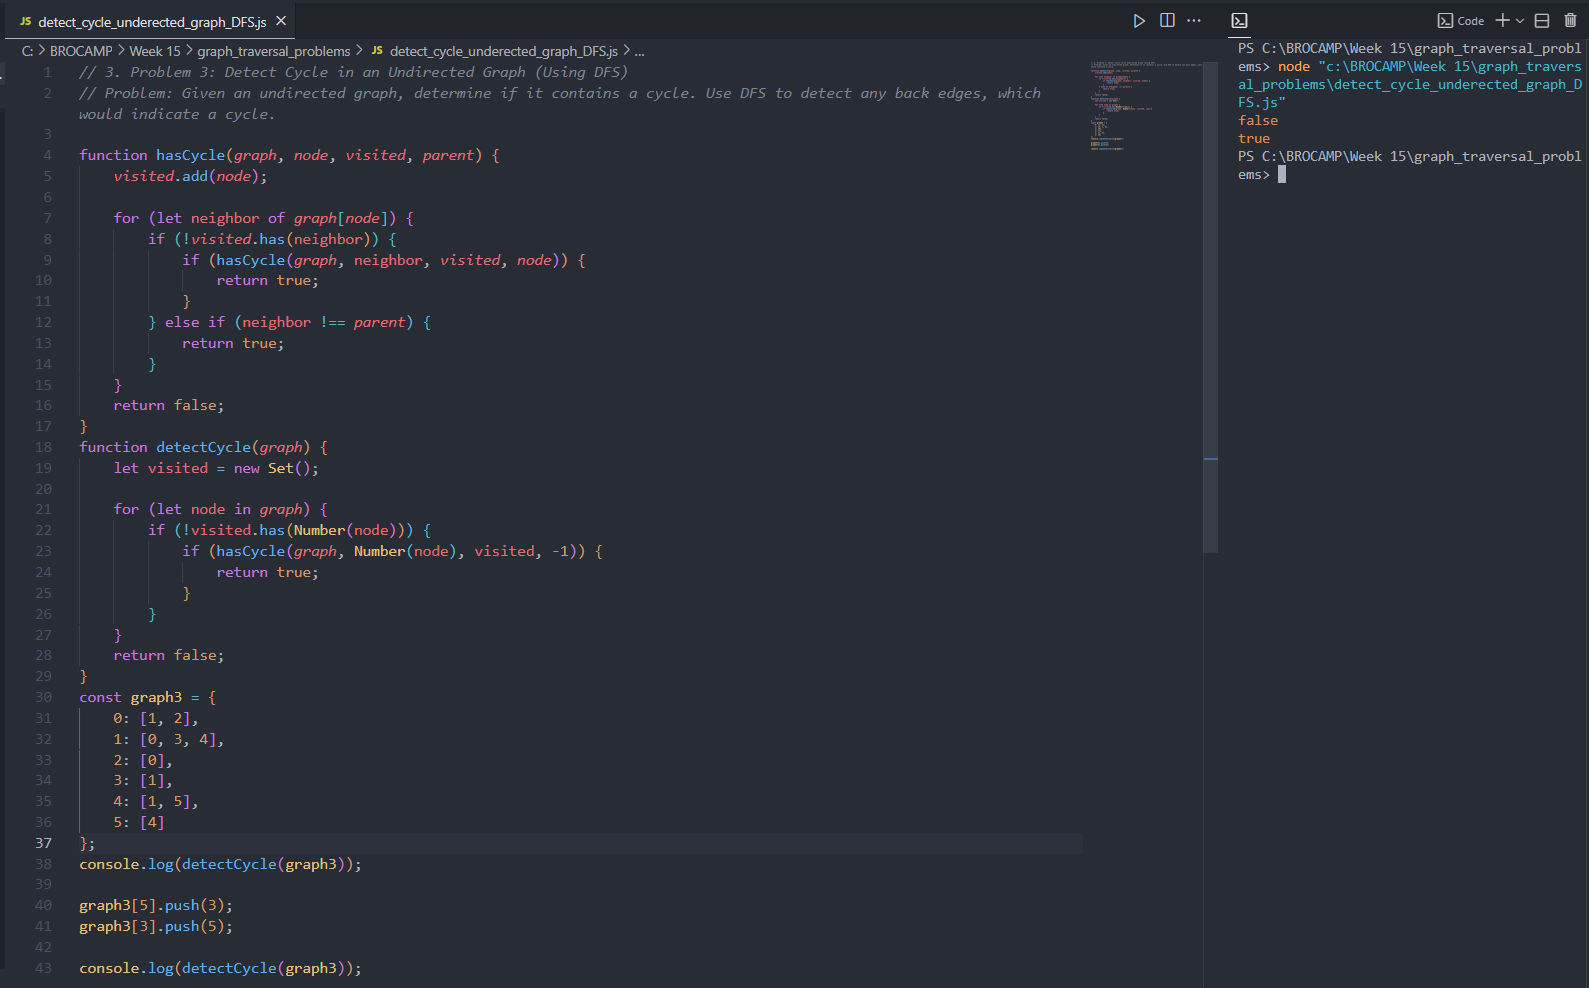 JS detect_cycle_underected_graph_DFS.js ×
C: > BROCAMP > Week 15 > graph_traversal_problems > JS detect_cycle_underected_graph_DFS.js > ...
1 // 3. Problem 3: Detect Cycle in an Undirected Graph (Using DFS)
2 // Problem: Given an undirected graph, determine if it contains a cycle. Use DFS to detect any back edges, which
would indicate a cycle.
3
4 function hasCycle(graph, node, visited, parent) {
5     visited.add(node);
6
7     for (let neighbor of graph[node]) {
8         if (!visited.has(neighbor)) {
9             if (hasCycle(graph, neighbor, visited, node)) {
10                 return true;
11             }
12         } else if (neighbor !== parent) {
13             return true;
14         }
15     }
16     return false;
17 }
18 function detectCycle(graph) {
19     let visited = new Set();
20
21     for (let node in graph) {
22         if (!visited.has(Number(node))) {
23             if (hasCycle(graph, Number(node), visited, -1)) {
24                 return true;
25             }
26         }
27     }
28     return false;
29 }
30 const graph3 = {
31     0: [1, 2],
32     1: [0, 3, 4],
33     2: [0],
34     3: [1],
35     4: [1, 5],
36     5: [4]
37 };
38 console.log(detectCycle(graph3));
39
40 graph3[5].push(3);
41 graph3[3].push(5);
42
43 console.log(detectCycle(graph3));
Code
PS C:\BROCAMP\Week 15\graph_traversal_probl
ems> node "c:\BROCAMP\Week 15\graph_travers
al_problems\detect_cycle_underected_graph_D
FS.js"
false
true
PS C:\BROCAMP\Week 15\graph_traversal_probl
ems>